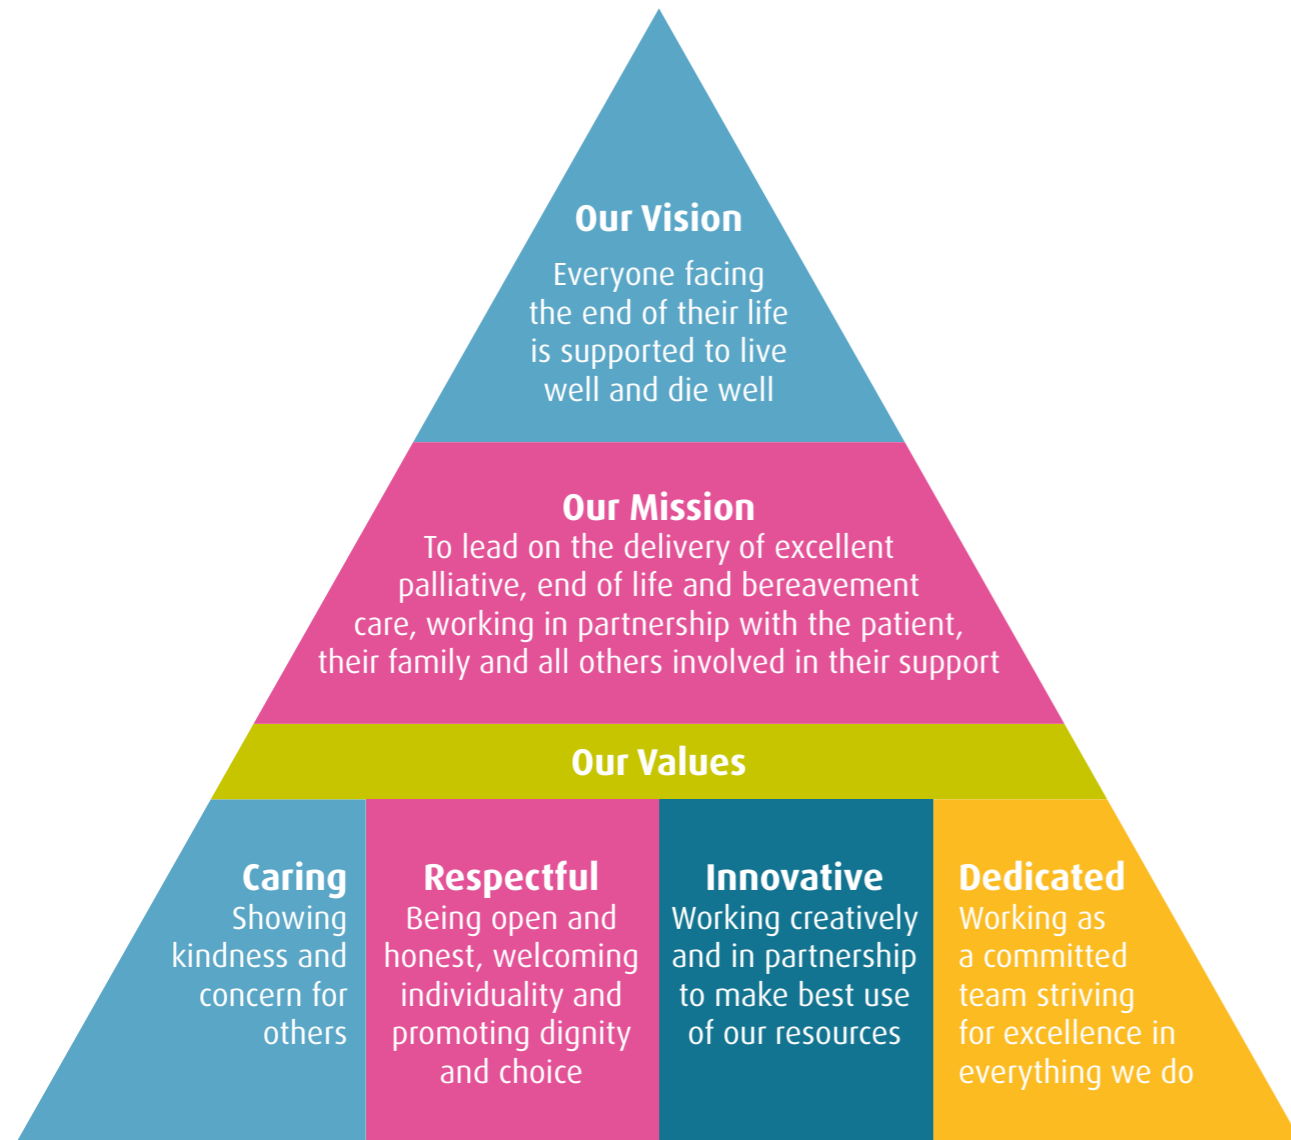 Our Vision
Everyone facing
the end of their life
is supported to live
well and die well
Our Mission
To lead on the delivery of excellent
palliative, end of life and bereavement
care, working in partnership with the patient,
their family and all others involved in their support
Our Values
Caring
Showing
kindness and
concern for
others
Respectful
Being open and
honest, welcoming
individuality and
promoting dignity
and choice
Innovative
Working creatively
and in partnership
to make best use
of our resources
Dedicated
Working as
a committed
team striving
for excellence in
everything we do